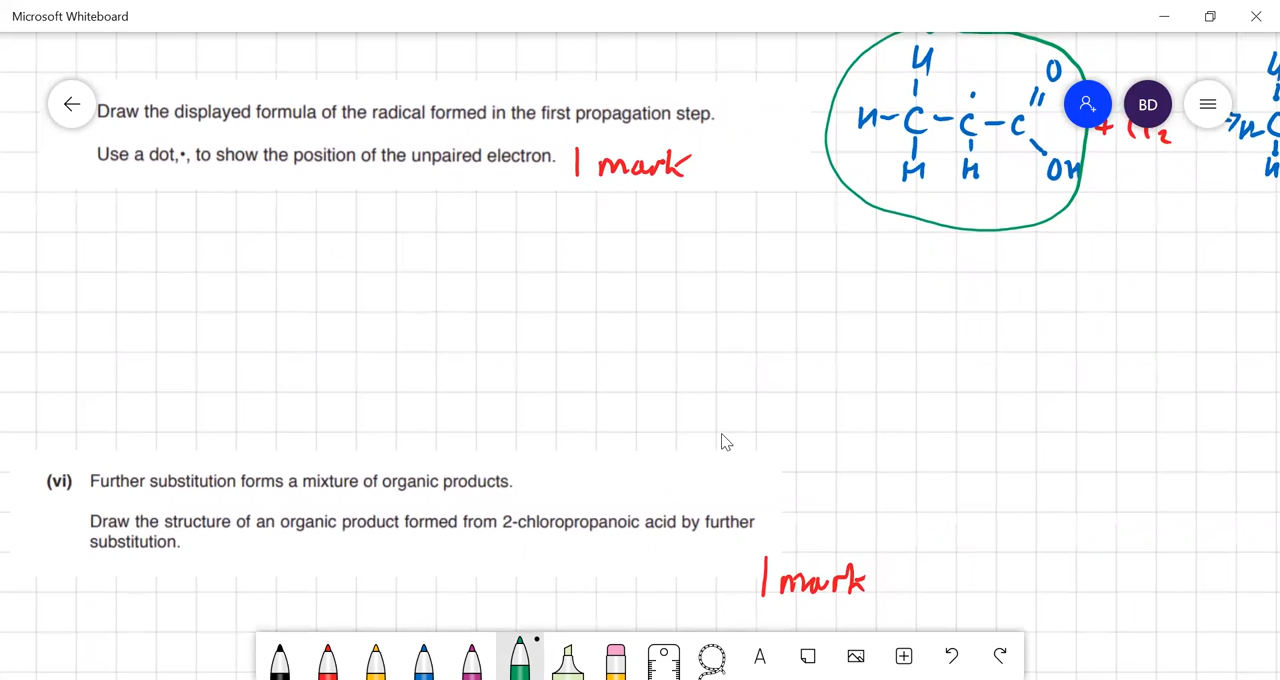 Microsoft Whiteboard
Draw the displayed formula of the radical formed in the first propagation step.
Use a dot,•, to show the position of the unpaired electron. 1 mark
H O
H - C - C - C
H H OH
BD
(vi) Further substitution forms a mixture of organic products.
Draw the structure of an organic product formed from 2-chloropropanoic acid by further
substitution.
1 mark
A